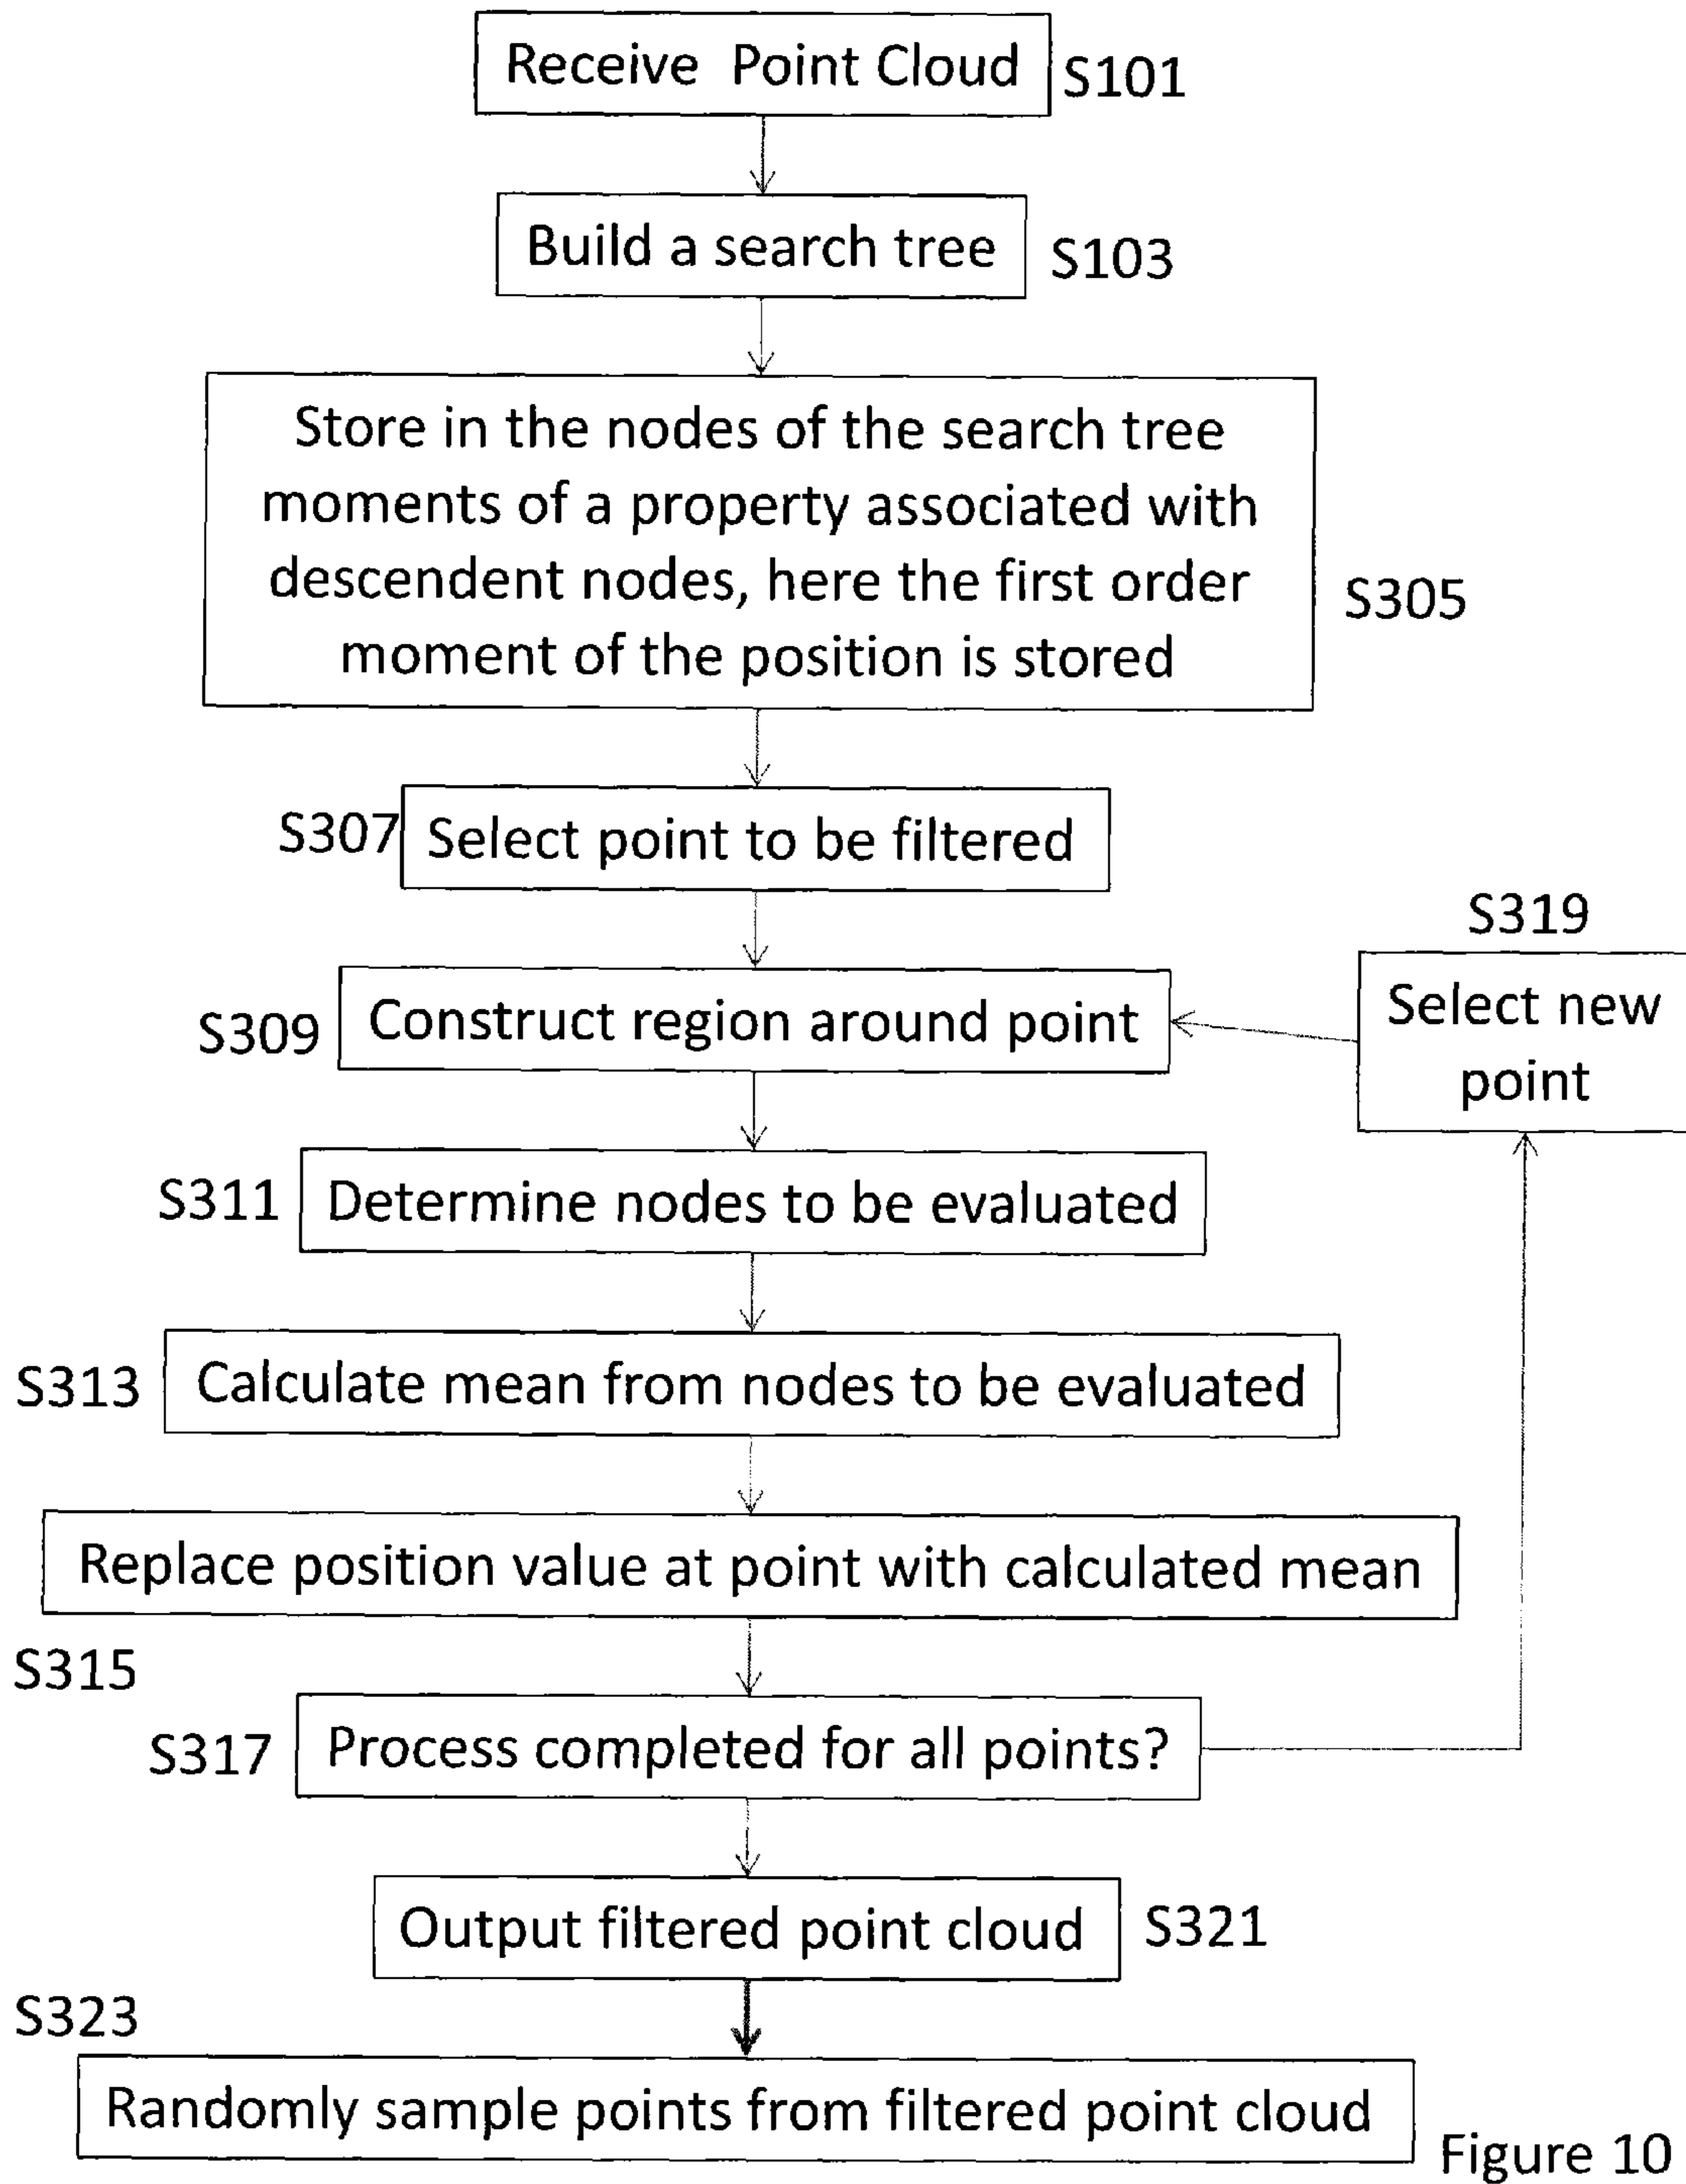 Receive Point Cloud
S101
Build a search tree
S103
Store in the nodes of the search tree
moments of a property associated with
descendent nodes, here the first order
moment of the position is stored
S305
S307
Select point to be filtered
S319
Select new
point
S309
Construct region around point
S311
Determine nodes to be evaluated
S313
Calculate mean from nodes to be evaluated
Replace position value at point with calculated mean
S315
S317
Process completed for all points?
Output filtered point cloud
S321
S323
Randomly sample points from filtered point cloud
Figure 10